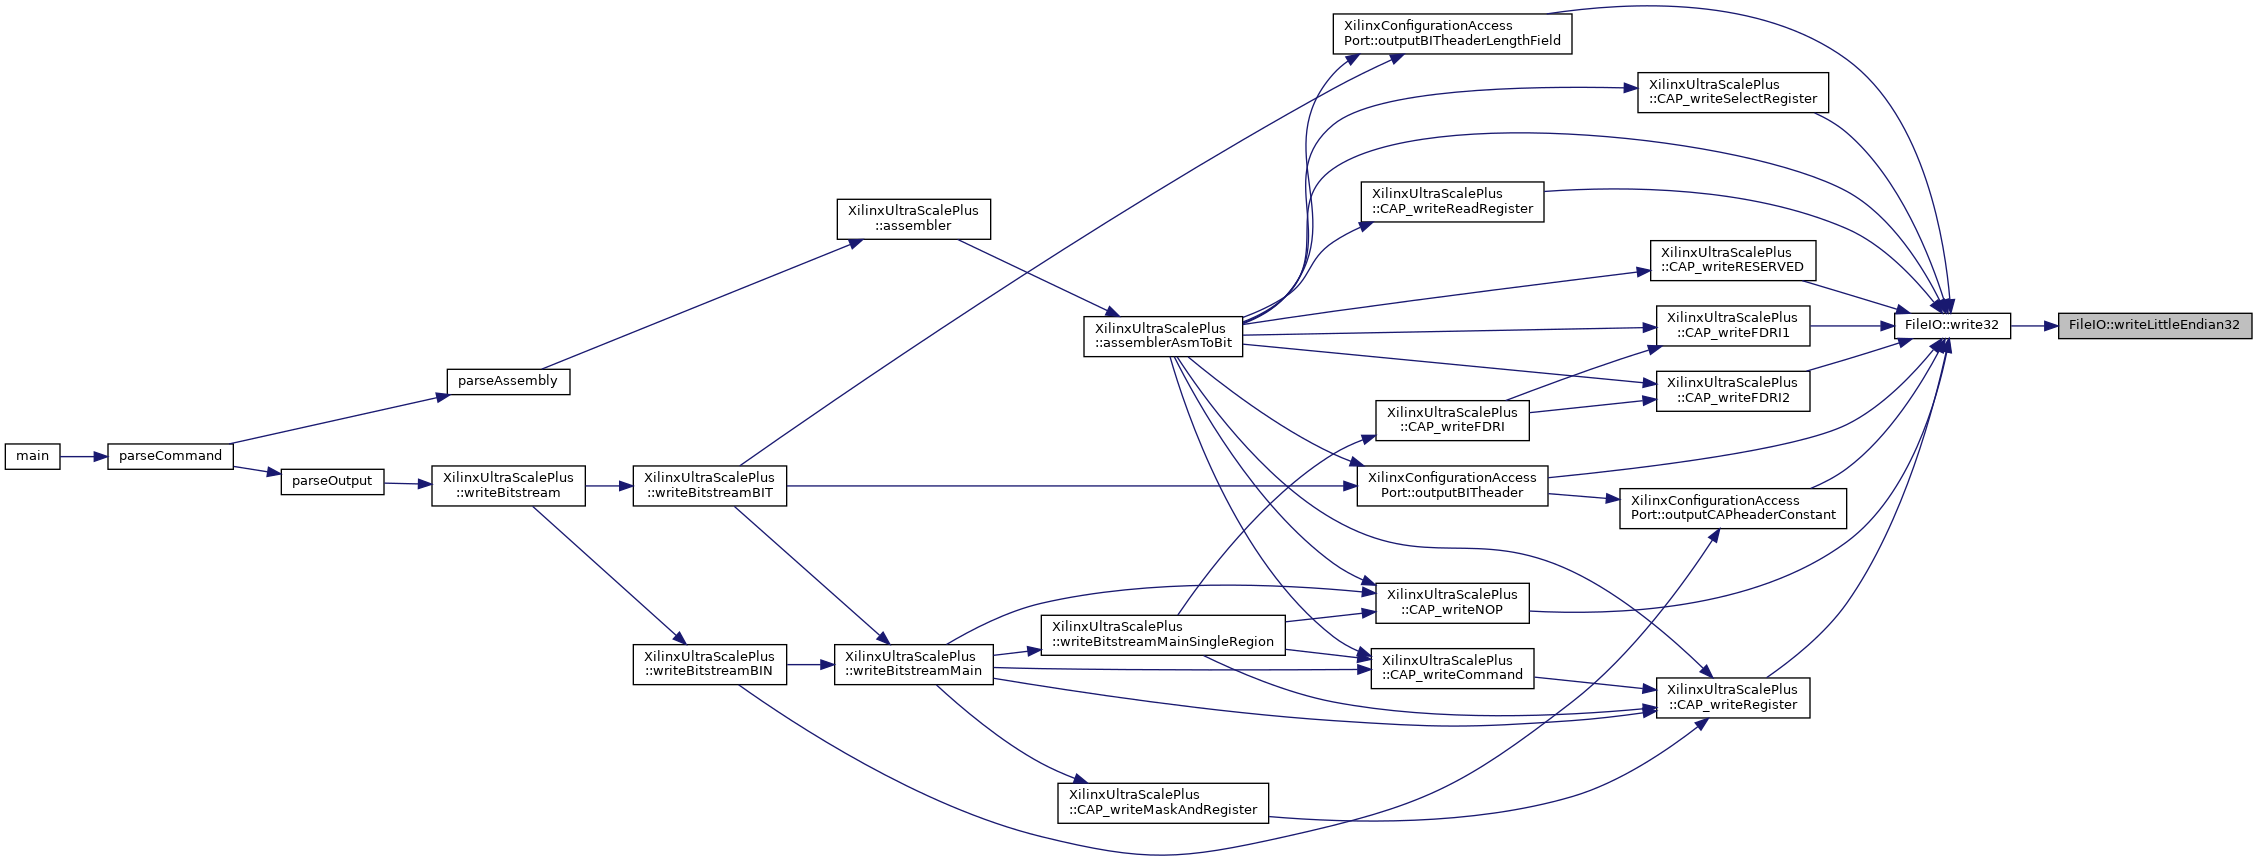 main
parseCommand
parseAssembly
parseOutput
XilinxUltraScalePlus
::writeBitstream
XilinxUltraScalePlus
::assembler
XilinxUltraScalePlus
::writeBitstreamBIT
XilinxUltraScalePlus
::writeBitstreamBIN
XilinxUltraScalePlus
::writeBitstreamMain
XilinxUltraScalePlus
::assemblerAsmToBit
XilinxUltraScalePlus
::writeBitstreamMainSingleRegion
XilinxUltraScalePlus
::CAP_writeMaskAndRegister
XilinxConfigurationAccess
Port::outputBITheaderLengthField
XilinxUltraScalePlus
::CAP_writeReadRegister
XilinxUltraScalePlus
::CAP_writeFDRI
XilinxConfigurationAccess
Port::outputBITheader
XilinxUltraScalePlus
::CAP_writeNOP
XilinxUltraScalePlus
::CAP_writeCommand
XilinxUltraScalePlus
::CAP_writeSelectRegister
XilinxUltraScalePlus
::CAP_writeRESERVED
XilinxUltraScalePlus
::CAP_writeFDRI1
XilinxUltraScalePlus
::CAP_writeFDRI2
XilinxConfigurationAccess
Port::outputCAPheaderConstant
XilinxUltraScalePlus
::CAP_writeRegister
FileIO::write32
FileIO::writeLittleEndian32